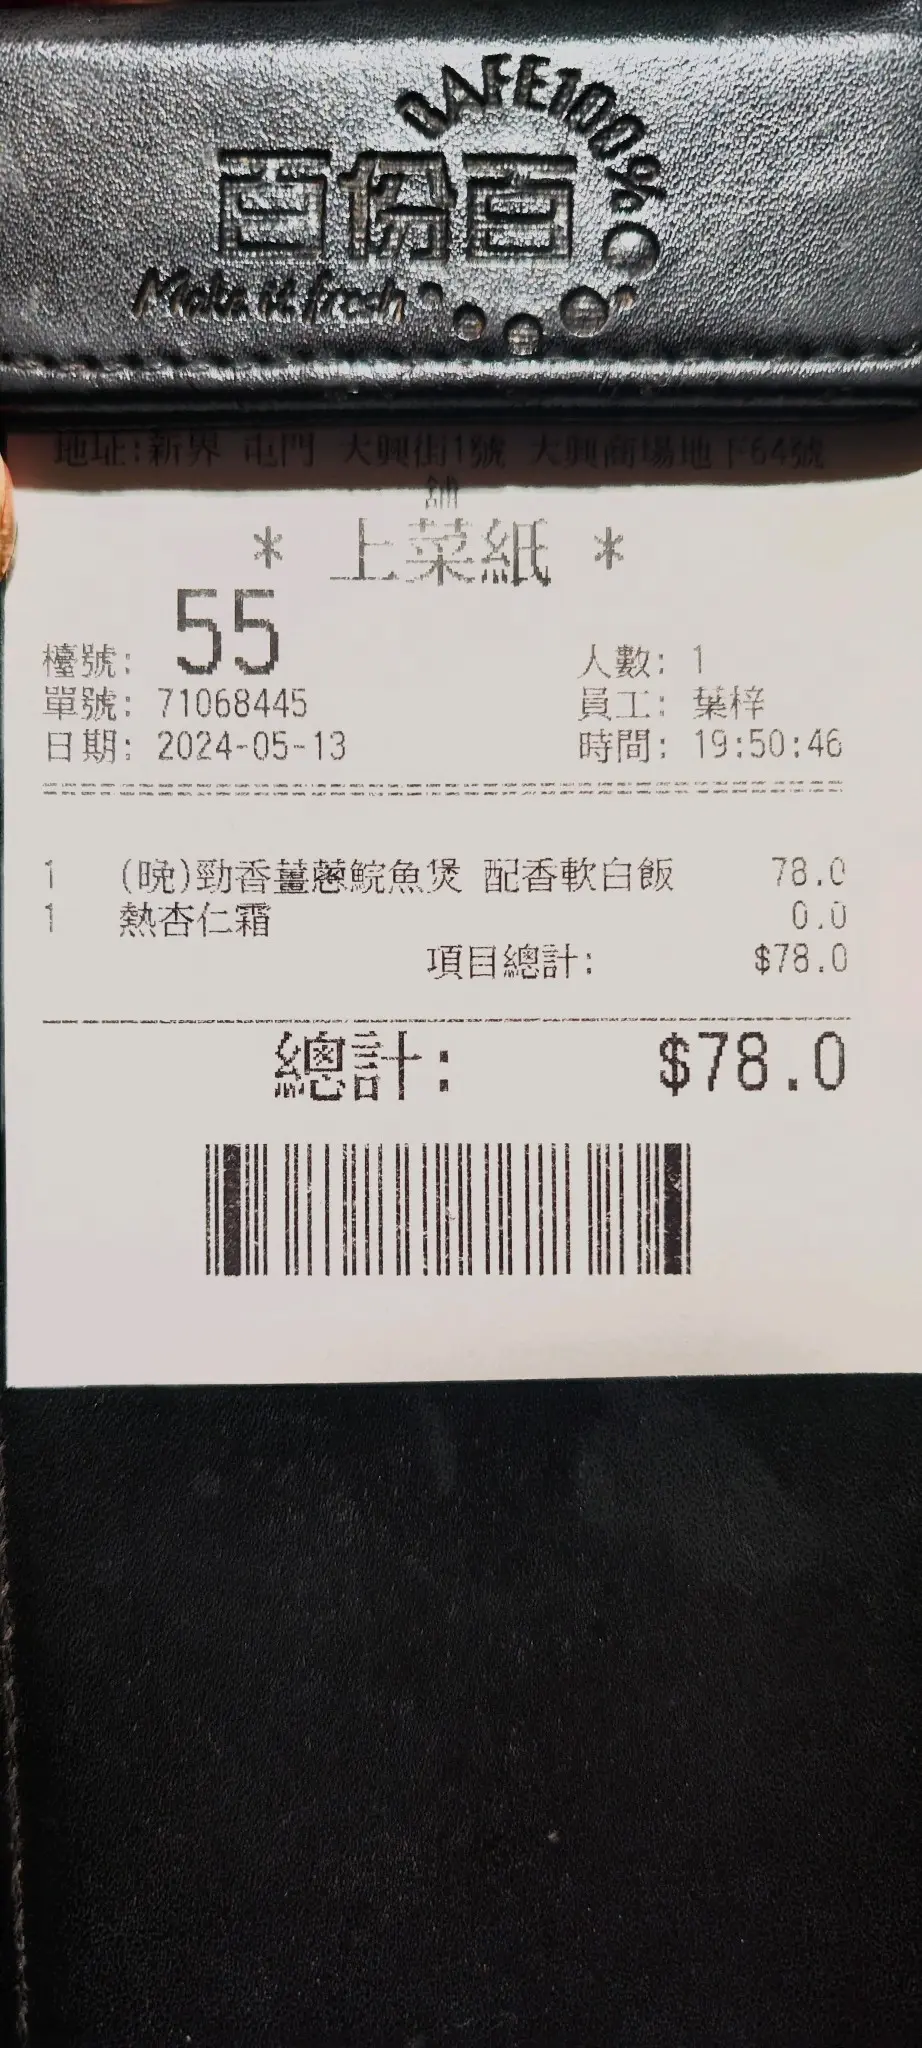 CAFE100%
百份百
Make it fresh
地址:新界 屯門 大興街1號 大興商場地下64號
舖
* 上菜紙 *
檯號: 55 人數: 1
單號: 71068445 員工: 葉梓
日期: 2024-05-13 時間: 19:50:46
1 (晚)勁香薑蔥鯇魚煲 配香軟白飯 78.0
1 熱杏仁霜 0.0
項目總計: $78.0
總計: $78.0